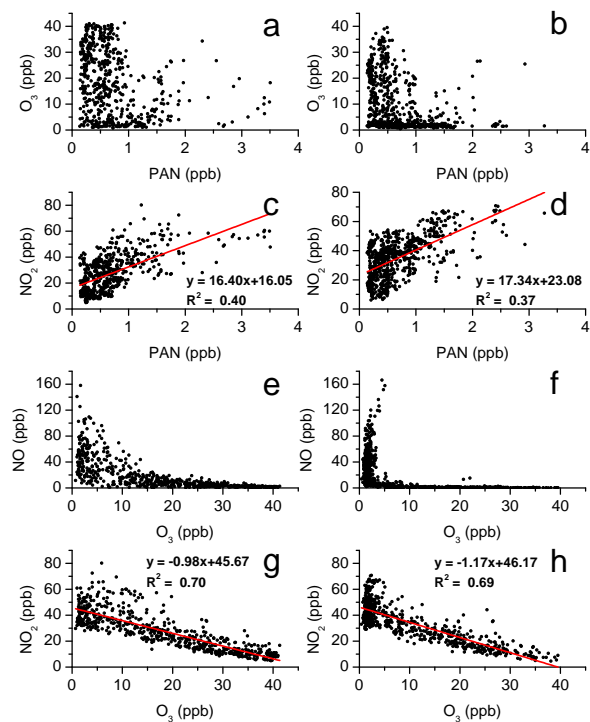 a
b
O3 (ppb)
40
30
20
10
0
0 1 2 3 4
PAN (ppb)
O3 (ppb)
40
30
20
10
0
0 1 2 3 4
PAN (ppb)
c
NO2 (ppb)
80
60
40
20
0
0 1 2 3 4
y = 16.40x+16.05
R2 = 0.40
PAN (ppb)
d
NO2 (ppb)
80
60
40
20
0
0 1 2 3 4
y = 17.34x+23.08
R2 = 0.37
PAN (ppb)
e
NO (ppb)
160
120
80
40
0
0 10 20 30 40
O3 (ppb)
f
NO (ppb)
160
120
80
40
0
0 10 20 30 40
O3 (ppb)
g
NO2 (ppb)
80
60
40
20
0
0 10 20 30 40
y = -0.98x+45.67
R2 = 0.70
O3 (ppb)
h
NO2 (ppb)
80
60
40
20
0
0 10 20 30 40
y = -1.17x+46.17
R2 = 0.69
O3 (ppb)